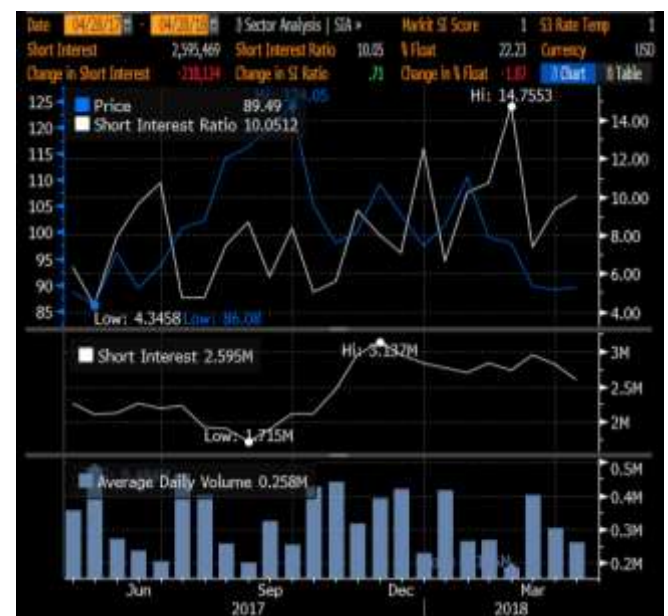 Date 04/28/17 - 04/28/18 Sector Analysis | SIA » Markit SI Score 1 S3 Rate Temp 1
Short Interest 2,595,469 Short Interest Ratio 10.05 % Float 22.23 Currency USD
Change in Short Interest -218,134 Change in SI Ratio .71 Change in % Float -1.87 Chart Table
Hi: 124.05 Hi: 14.7553
Price 89.49
Short Interest Ratio 10.0512
125
120
115
110
105
100
95
90
85
14.00
12.00
10.00
8.00
6.00
4.00
Low: 4.3458 Low: 86.08
Short Interest 2.595M
Hi: 3.137M
Low: 1.715M
3M
2.5M
2M
Average Daily Volume 0.258M
0.5M
0.4M
0.3M
0.2M
Jun Sep Dec Mar
2017 2018